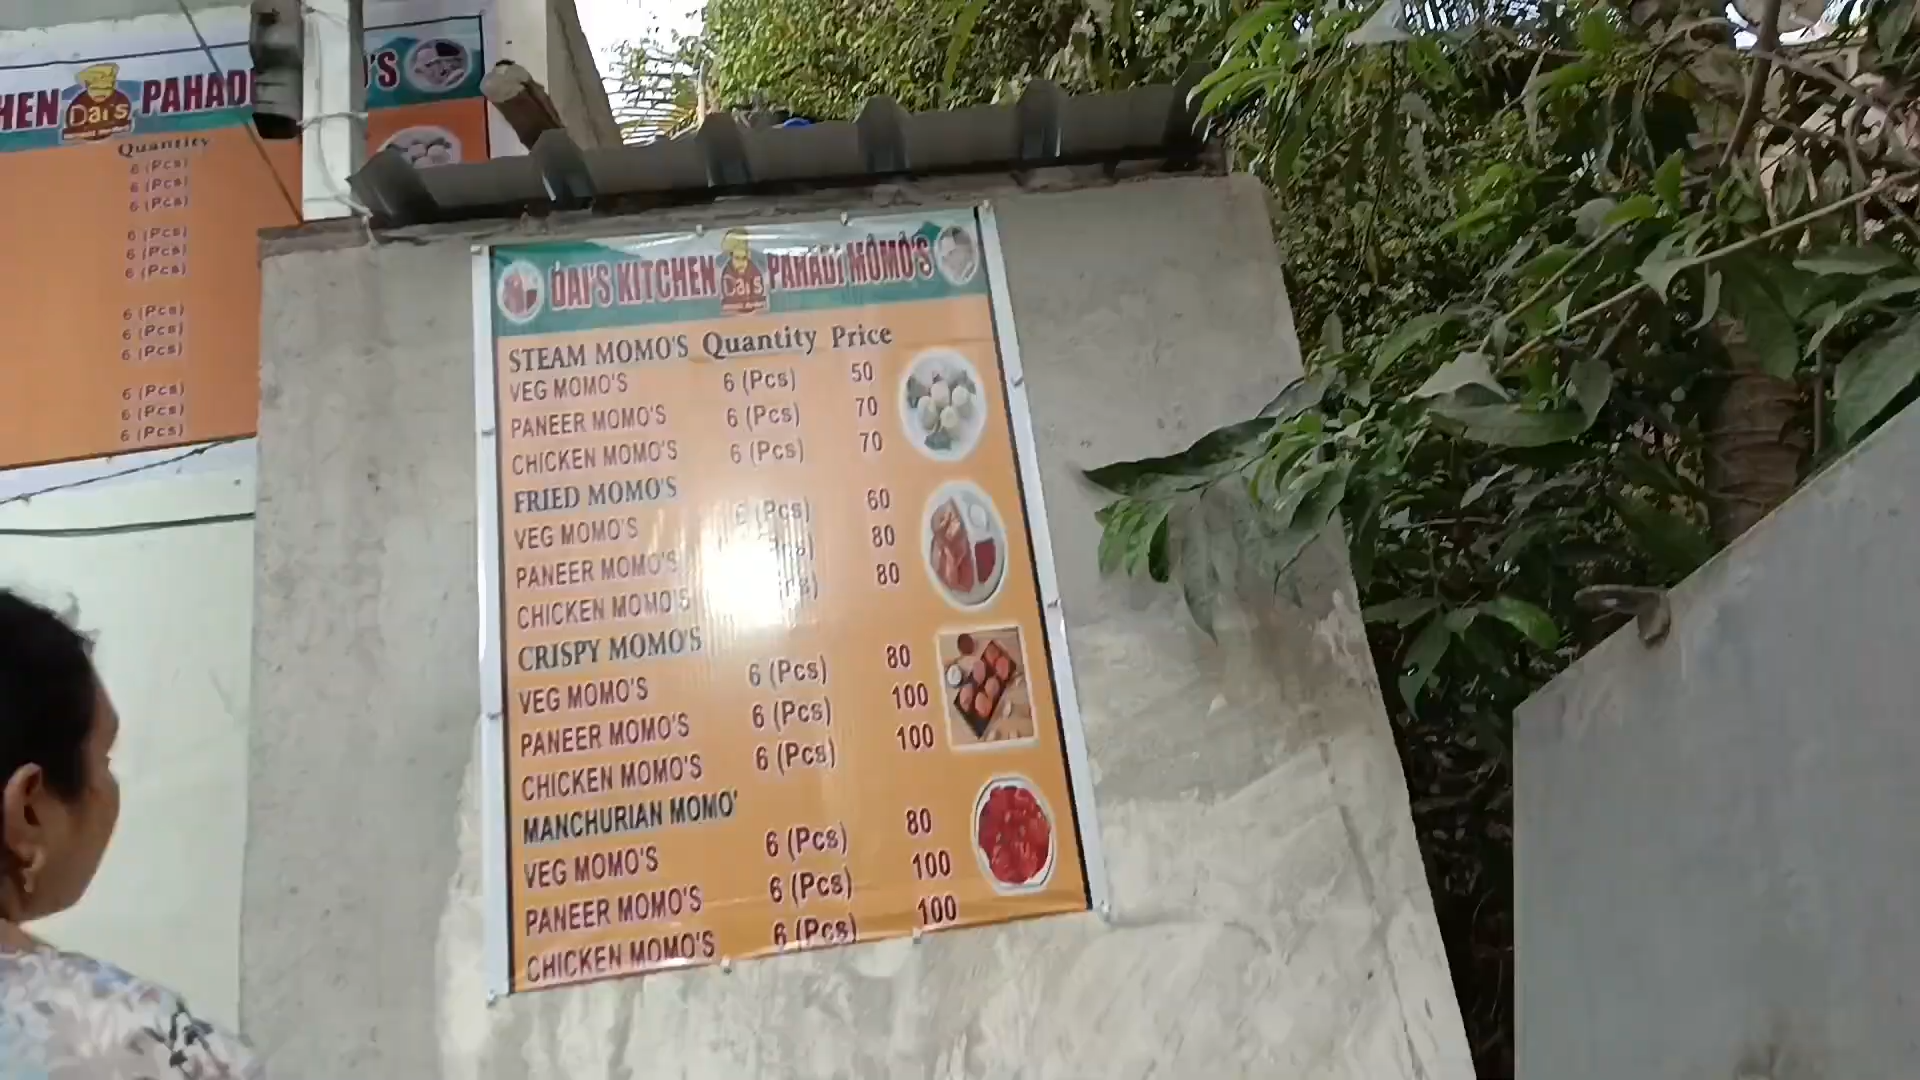 HEN Dai's PAHADI 'S
Quantity
6 (Pcs)
6 (Pcs)
6 (Pcs)
6 (Pcs)
6 (Pcs)
6 (Pcs)
6 (Pcs)
6 (Pcs)
6 (Pcs)
6 (Pcs)
6 (Pcs)
6 (Pcs)
DAI'S KITCHEN Dai's PAHADI MOMO'S
STEAM MOMO'S Quantity Price
VEG MOMO'S 6 (Pcs) 50
PANEER MOMO'S 6 (Pcs) 70
CHICKEN MOMO'S 6 (Pcs) 70
FRIED MOMO'S
VEG MOMO'S 6 (Pcs) 60
PANEER MOMO'S 80
CHICKEN MOMO'S 80
CRISPY MOMO'S
VEG MOMO'S 6 (Pcs) 80
PANEER MOMO'S 6 (Pcs) 100
CHICKEN MOMO'S 6 (Pcs) 100
MANCHURIAN MOMO'
VEG MOMO'S 6 (Pcs) 80
PANEER MOMO'S 6 (Pcs) 100
CHICKEN MOMO'S 6 (Pcs) 100